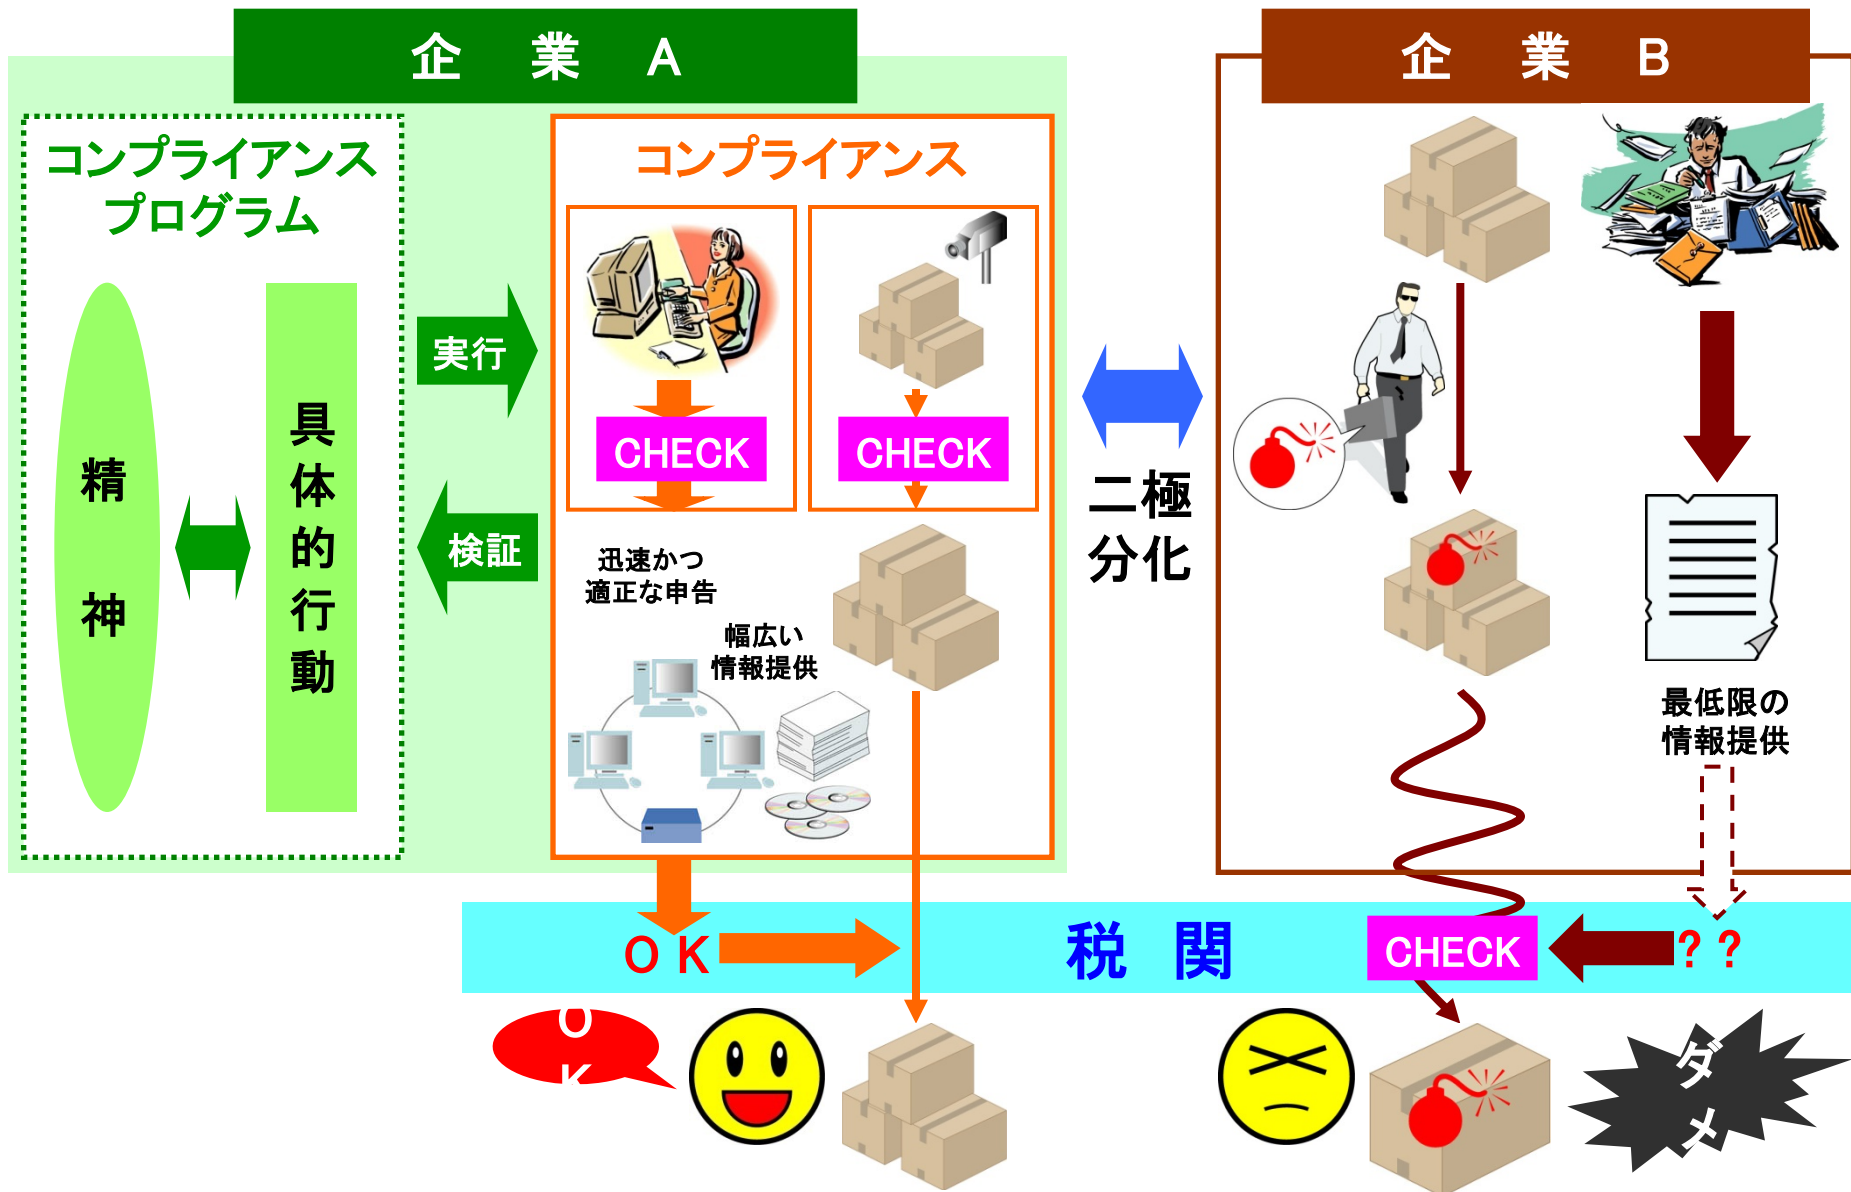 企業A
コンプライアンス
プログラム
精神
具体的行動
実行
検証
コンプライアンス
CHECK
CHECK
迅速かつ
適正な申告
幅広い
情報提供
二極
分化
企業B
最低限の
情報提供
OK
税関
CHECK
??
OK
ダメ